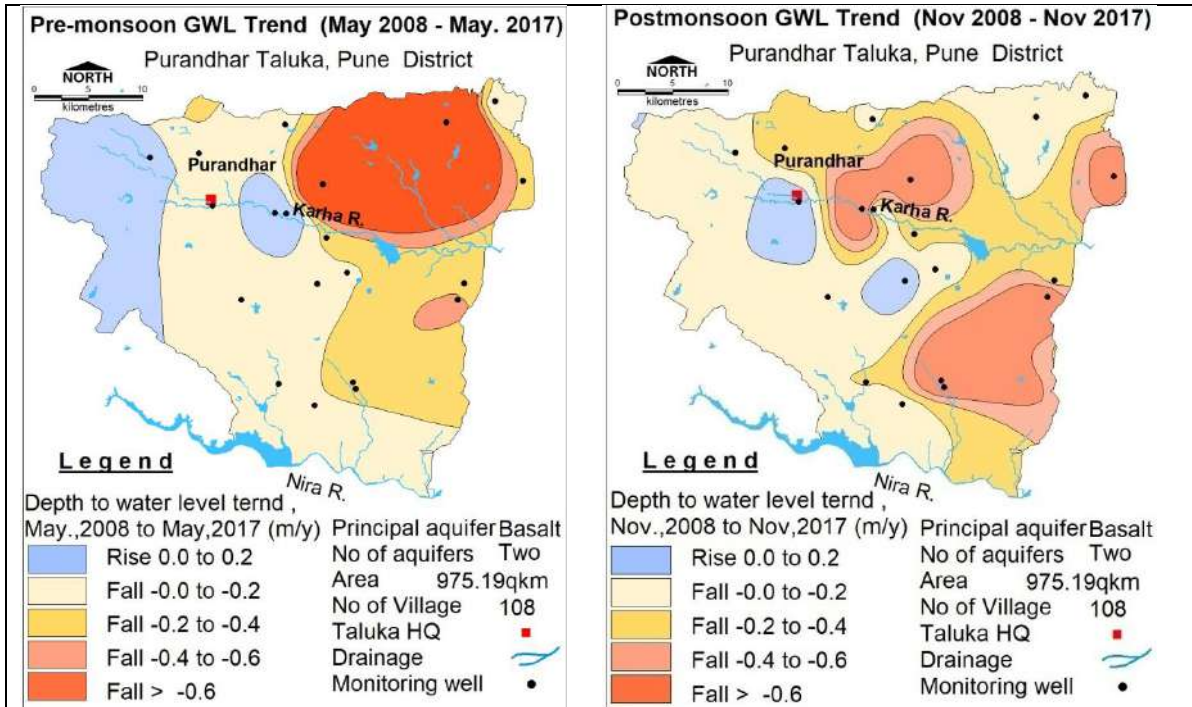 Pre-monsoon GWL Trend (May 2008 - May. 2017)
Purandhar Taluka, Pune District
NORTH
0 5 10
kilometres
Purandhar
Karha R.
Nira R.
Legend
Depth to water level ternd ,
May.,2008 to May,2017 (m/y)
Rise 0.0 to 0.2
Fall -0.0 to -0.2
Fall -0.2 to -0.4
Fall -0.4 to -0.6
Fall > -0.6
Principal aquifer Basalt
No of aquifers Two
Area 975.19qkm
No of Village 108
Taluka HQ
Drainage
Monitoring well
Postmonsoon GWL Trend (Nov 2008 - Nov 2017)
Purandhar Taluka, Pune District
NORTH
0 5 10
kilometres
Purandhar
Karha R.
Nira R.
Legend
Depth to water level ternd ,
Nov.,2008 to Nov,2017 (m/y)
Rise 0.0 to 0.2
Fall -0.0 to -0.2
Fall -0.2 to -0.4
Fall -0.4 to -0.6
Fall > -0.6
Principal aquifer Basalt
No of aquifers Two
Area 975.19qkm
No of Village 108
Taluka HQ
Drainage
Monitoring well